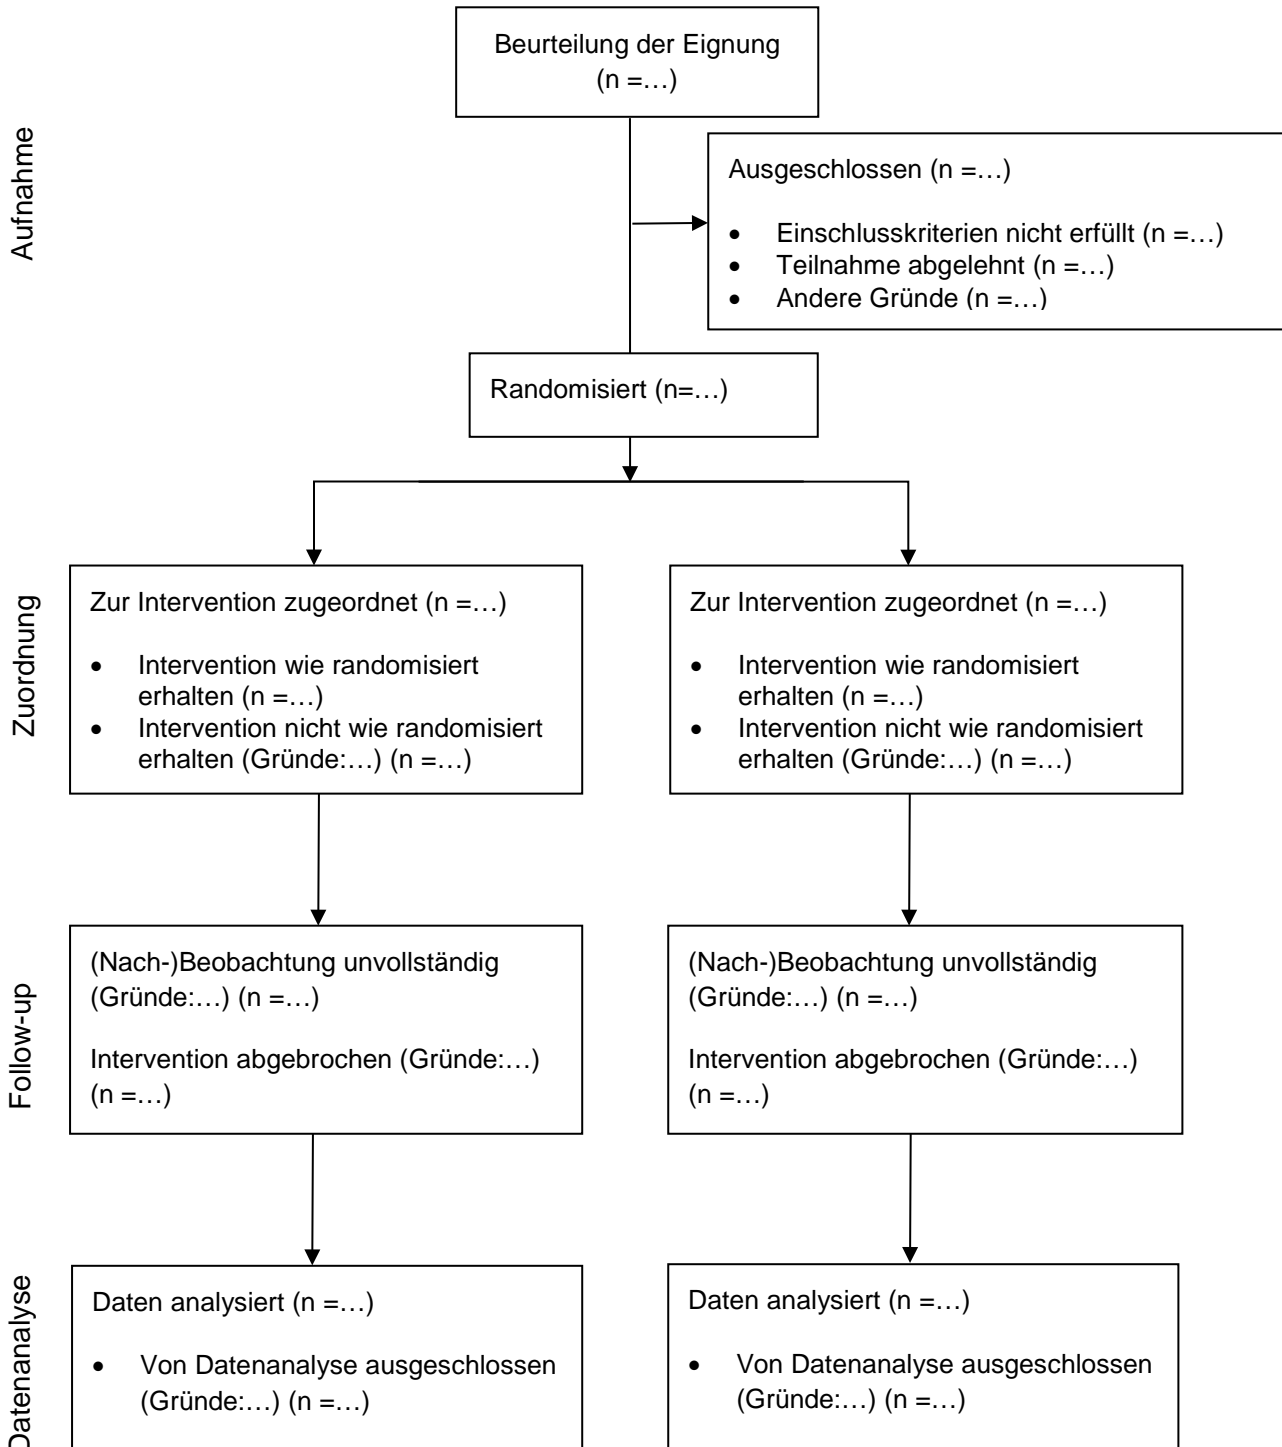 Beurteilung der Eignung
(n =…)
Aufnahme
Ausgeschlossen (n =…)
• Einschlusskriterien nicht erfüllt (n =…)
• Teilnahme abgelehnt (n =…)
• Andere Gründe (n =…)
Randomisiert (n=…)
Zuordnung
Zur Intervention zugeordnet (n =…)
• Intervention wie randomisiert
erhalten (n =…)
• Intervention nicht wie randomisiert
erhalten (Gründe:…) (n =…)
Zur Intervention zugeordnet (n =…)
• Intervention wie randomisiert
erhalten (n =…)
• Intervention nicht wie randomisiert
erhalten (Gründe:…) (n =…)
Follow-up
(Nach-)Beobachtung unvollständig
(Gründe:…) (n =…)
Intervention abgebrochen (Gründe:…)
(n =…)
(Nach-)Beobachtung unvollständig
(Gründe:…) (n =…)
Intervention abgebrochen (Gründe:…)
(n =…)
Datenanalyse
Daten analysiert (n =…)
• Von Datenanalyse ausgeschlossen
(Gründe:…) (n =…)
Daten analysiert (n =…)
• Von Datenanalyse ausgeschlossen
(Gründe:…) (n =…)